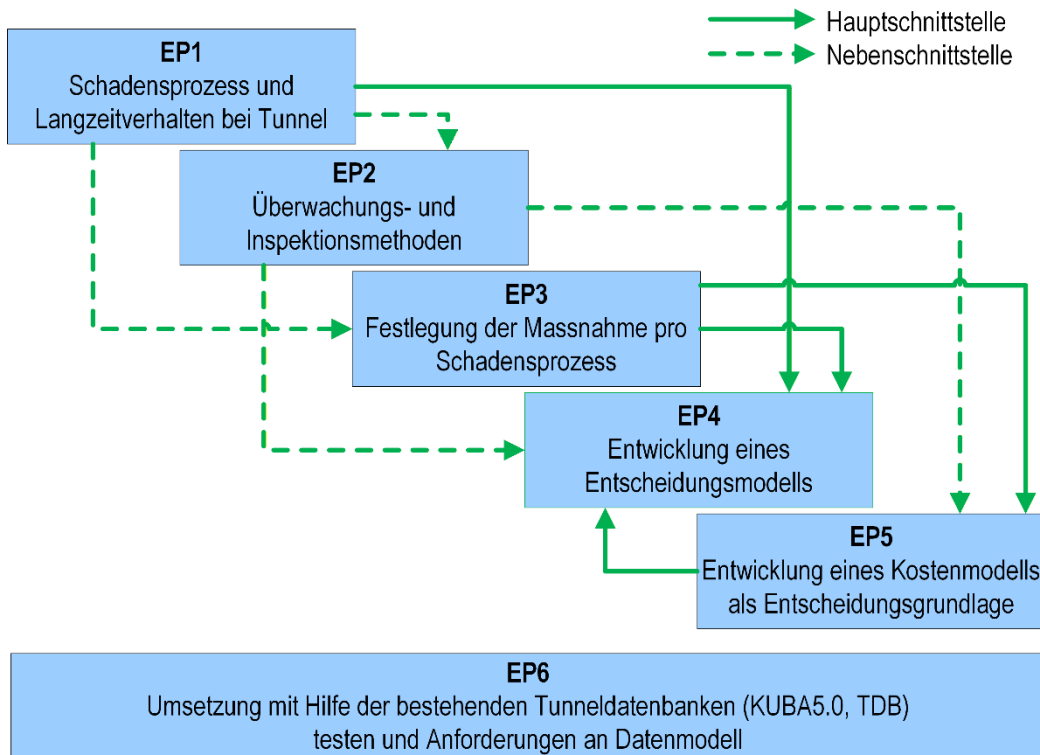 Hauptschnittstelle
Nebenschnittstelle
EP1
Schadensprozess und
Langzeitverhalten bei Tunnel
EP2
Überwachungs- und
Inspektionsmethoden
EP3
Festlegung der Massnahme pro
Schadensprozess
EP4
Entwicklung eines
Entscheidungsmodells
EP5
Entwicklung eines Kostenmodells
als Entscheidungsgrundlage
EP6
Umsetzung mit Hilfe der bestehenden Tunneldatenbanken (KUBA5.0, TDB)
testen und Anforderungen an Datenmodell